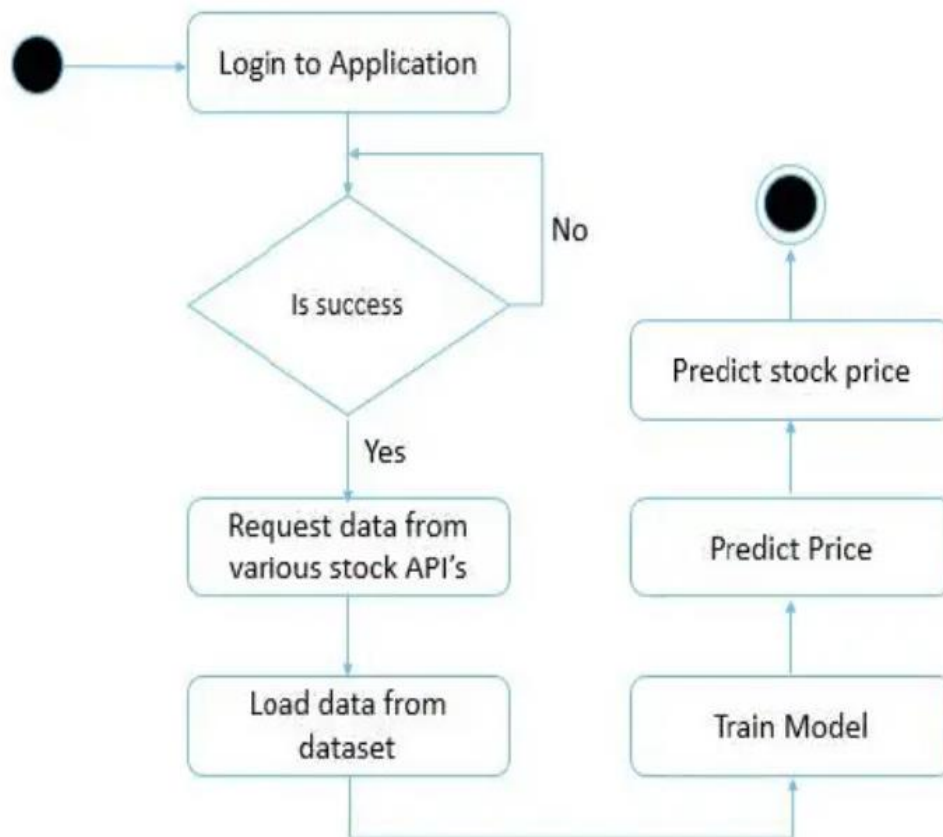 Login to Application
No
Is success
Yes
Request data from
various stock API's
Load data from
dataset
Train Model
Predict Price
Predict stock price